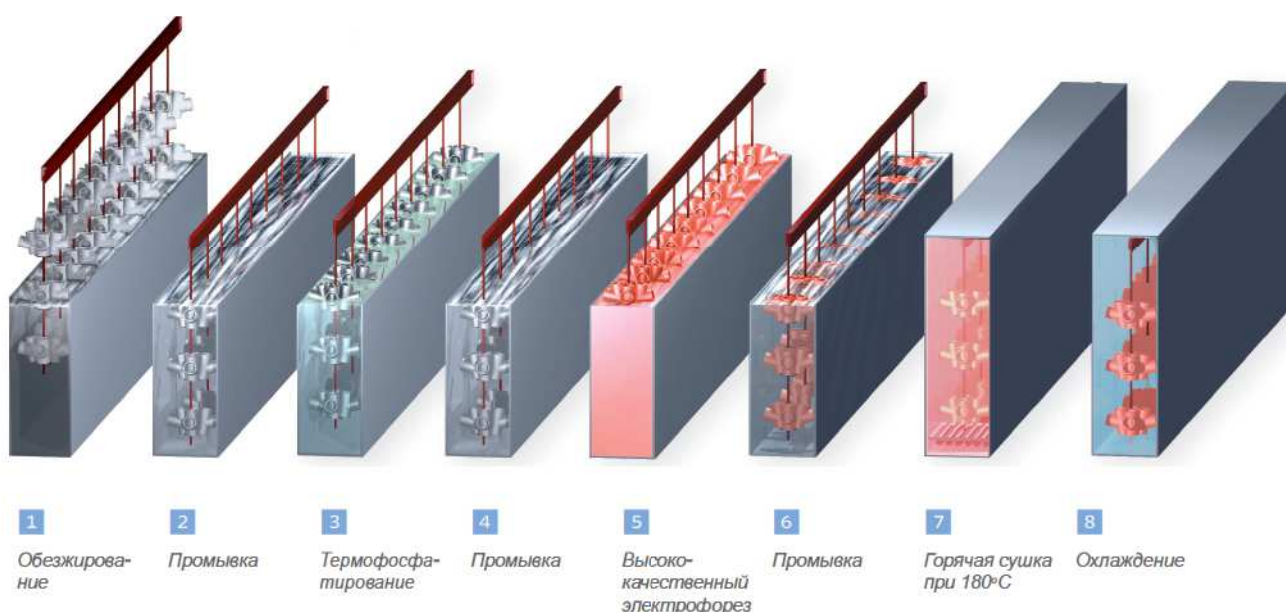 1
Обезжирова-
ние
2
Промывка
3
Термофосфа-
тирование
4
Промывка
5
Высоко-
качественный
электрофорез
6
Промывка
7
Горячая сушка
при 180°C
8
Охлаждение